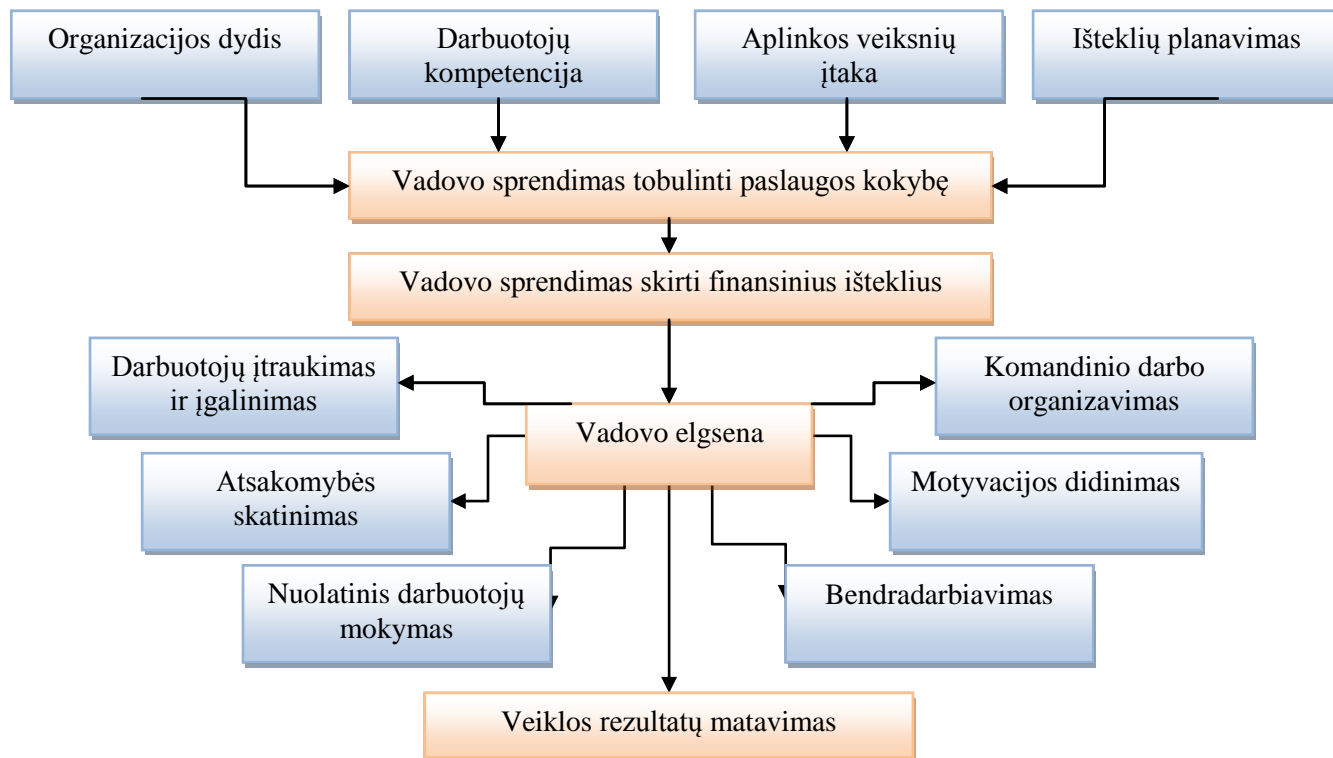 Organizacijos dydis
Darbuotojų
kompetencija
Aplinkos veiksnių
įtaka
Išteklių planavimas
Vadovo sprendimas tobulinti paslaugos kokybę
Vadovo sprendimas skirti finansinius išteklius
Darbuotojų įtraukimas
ir įgalinimas
Komandinio darbo
organizavimas
Vadovo elgsena
Atsakomybės
skatinimas
Motyvacijos didinimas
Nuolatinis darbuotojų
mokymas
Bendradarbiavimas
Veiklos rezultatų matavimas